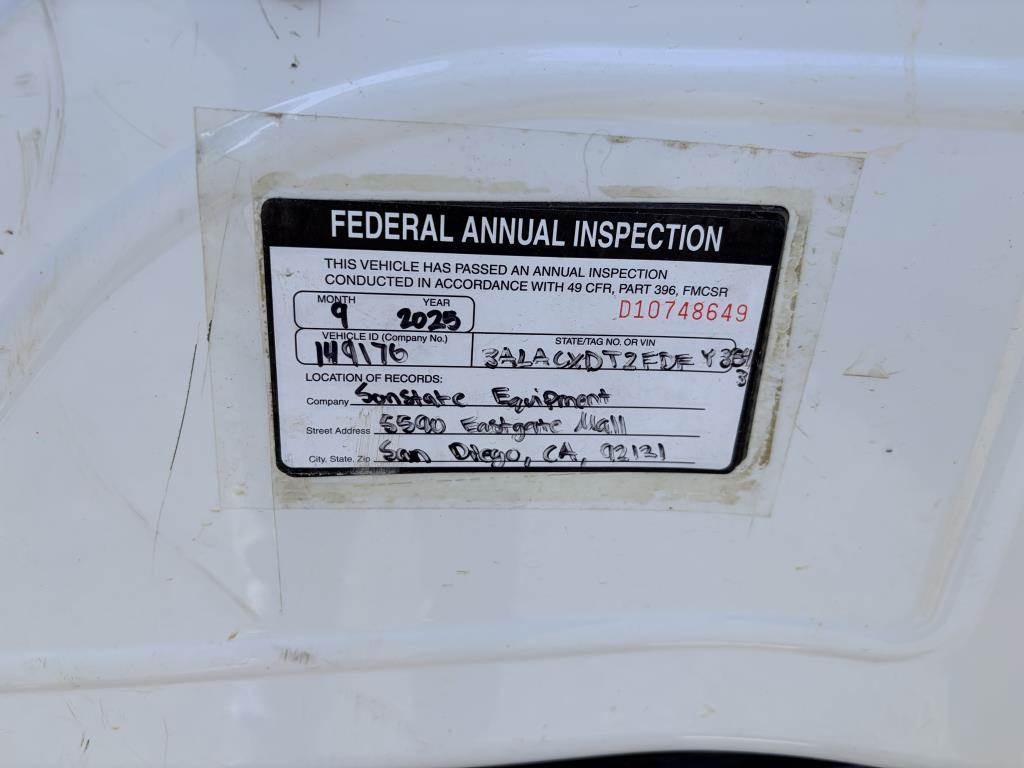 FEDERAL ANNUAL INSPECTION
THIS VEHICLE HAS PASSED AN ANNUAL INSPECTION
CONDUCTED IN ACCORDANCE WITH 49 CFR, PART 396, FMCSR
D10748649
MONTH YEAR
9 2025
VEHICLE ID (Company No.)
149176
STATE/TAG NO. OR VIN
LOCATION OF RECORDS:
Company Sunstate Equipment
Street Address 5590 Eastgate Mall
City, State, Zip San Diego, CA, 92131